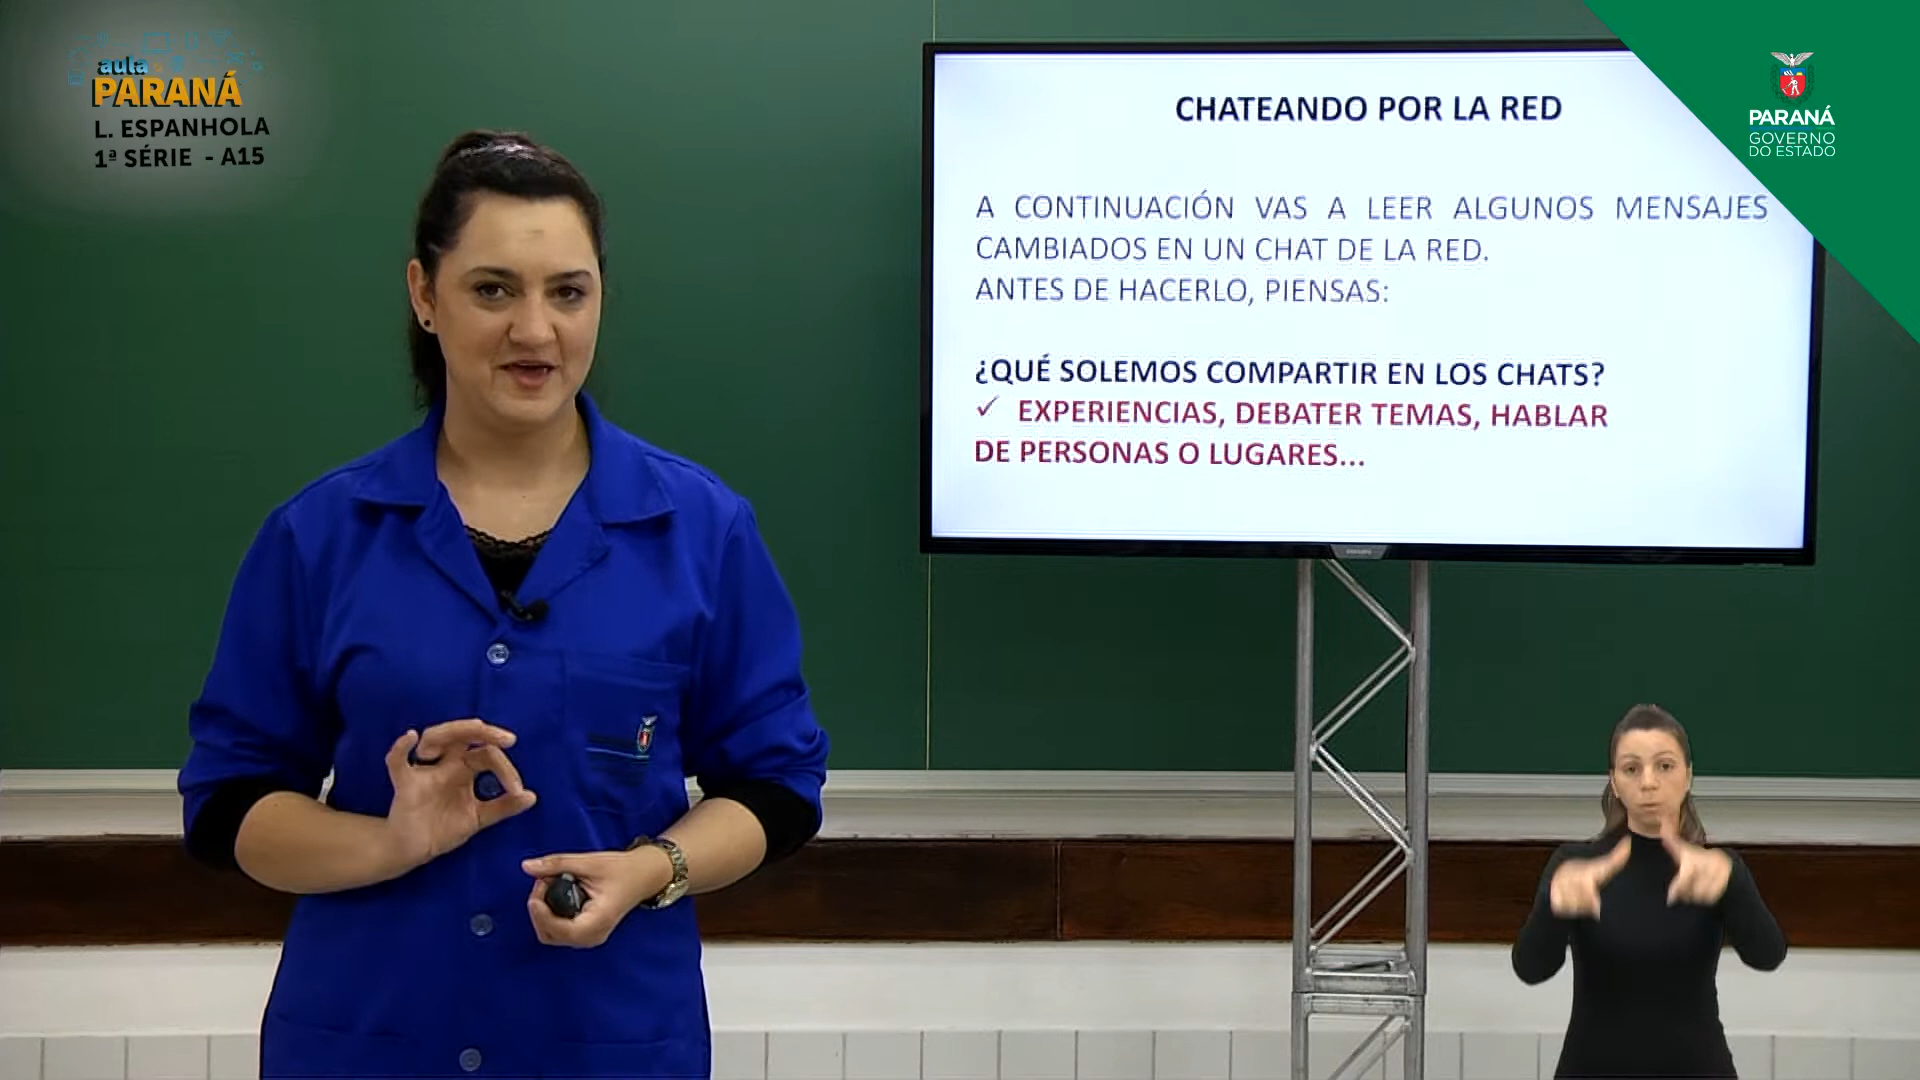 aula
PARANÁ
L. ESPANHOLA
1ª SÉRIE - A15
CHATEANDO POR LA RED
A CONTINUACIÓN VAS A LEER ALGUNOS MENSAJES
CAMBIADOS EN UN CHAT DE LA RED.
ANTES DE HACERLO, PIENSAS:
¿QUÉ SOLEMOS COMPARTIR EN LOS CHATS?
✓ EXPERIENCIAS, DEBATER TEMAS, HABLAR
DE PERSONAS O LUGARES...
PARANÁ
GOVERNO
DO ESTADO